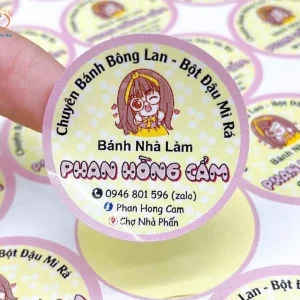 Chuyên Bánh Bông Lan - Bột Đậu Mì Rá
Bánh Nhà Làm
PHAN HỒNG CẨM
0946 801 596 (zalo)
Phan Hong Cam
Chợ Nhà Phấn